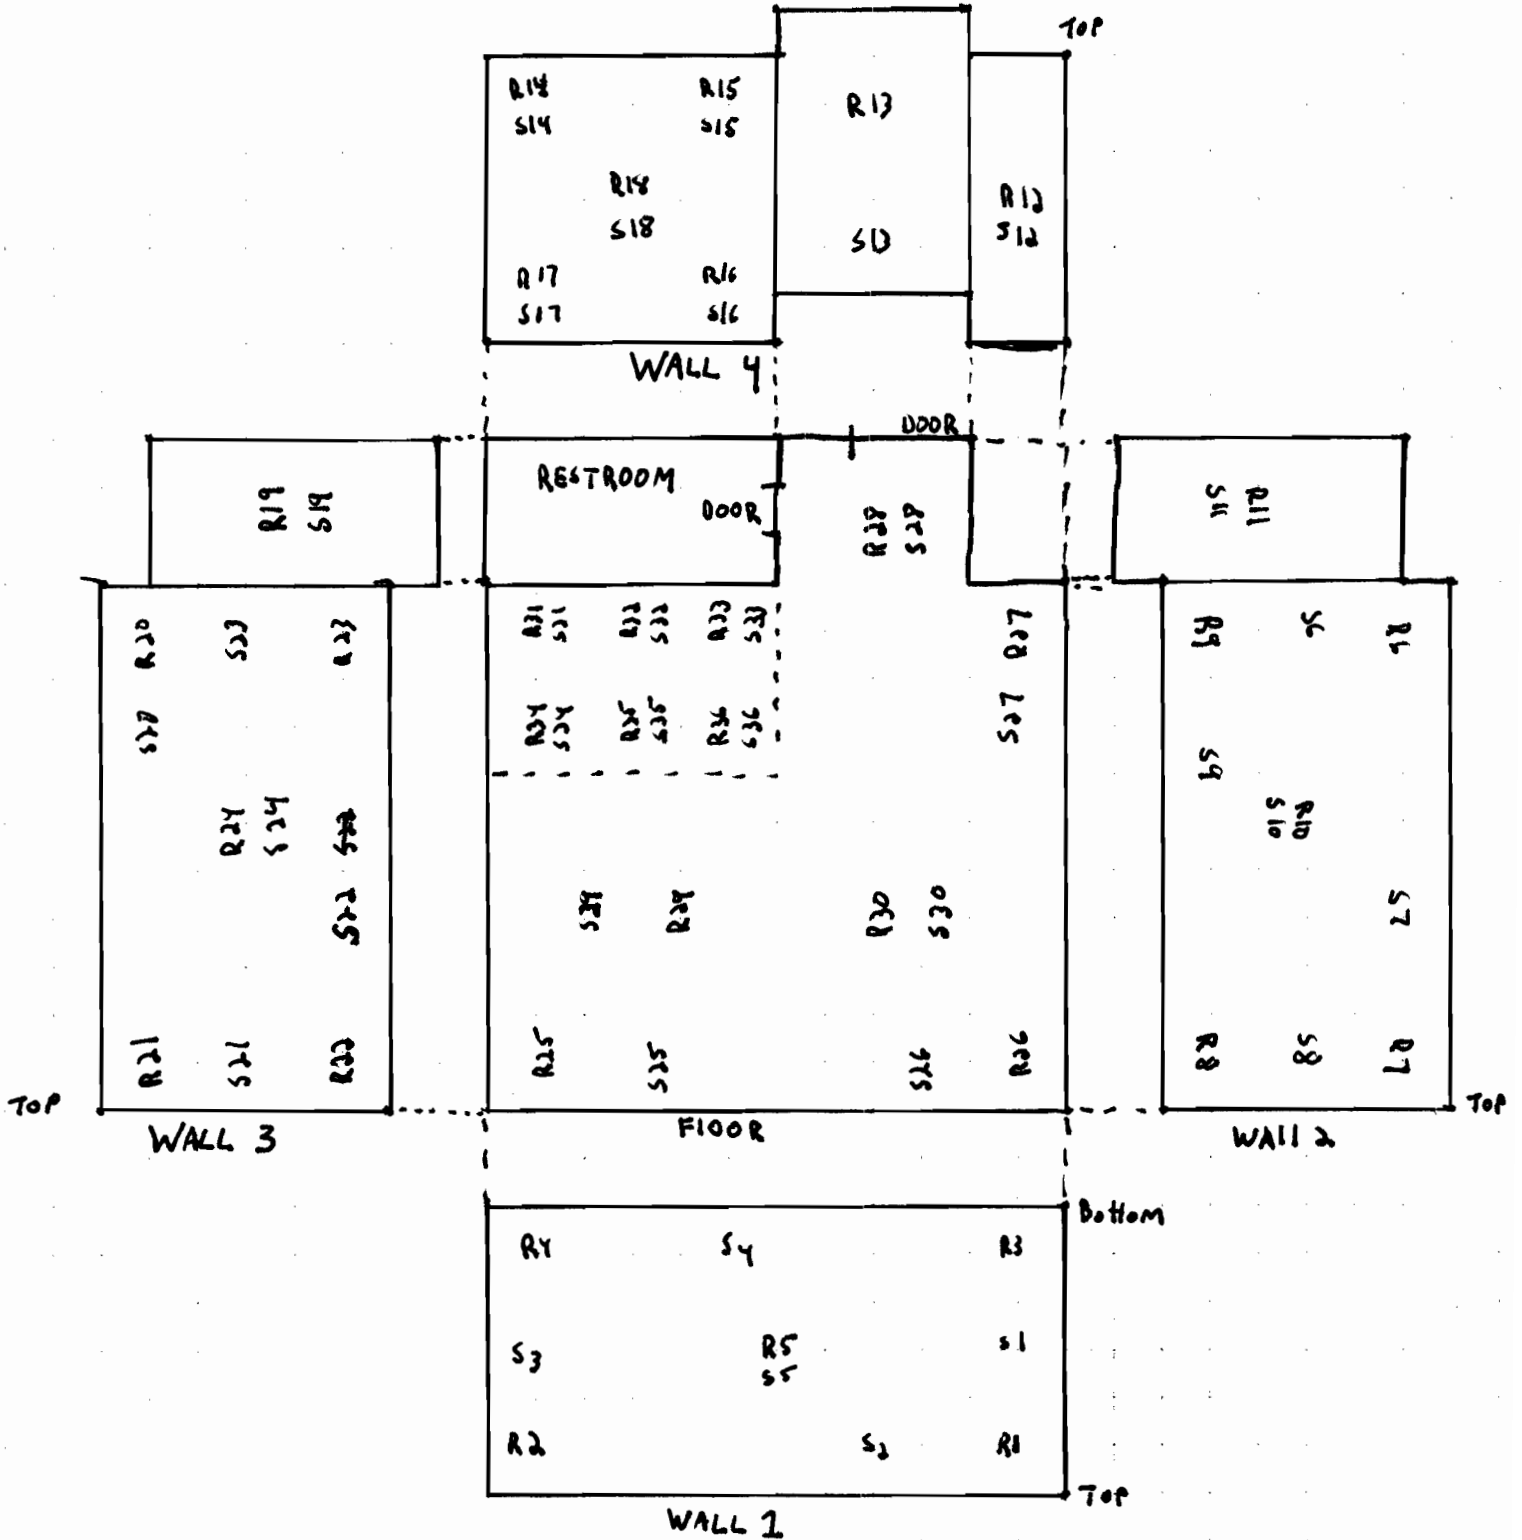 TOP
R14 R15
S14 S15
R13
R18
S18
R12
S12
S13
R17 R16
S17 S16
WALL 4
DOOR
RESTROOM
DOOR
R19
S19
R28
S28
R11
S11
R20 S23 R23
S20
R24
S24
S22
S22
R21 S21 R22
TOP
WALL 3
R31 S31 R32 S32 R33 S33
R34 S34 R35 S35 R36 S36
R27
S27
S29 R29 R30 S30
R25 S25 S26 R26
FlOOR
R9 S6 R6
S9
R10
S10
S7
R8 S8 R7
TOP
WAll 2
Bottom
R4 S4 R3
S3 R5 S1
S5
R2 S2 R1
TOP
WALL 1